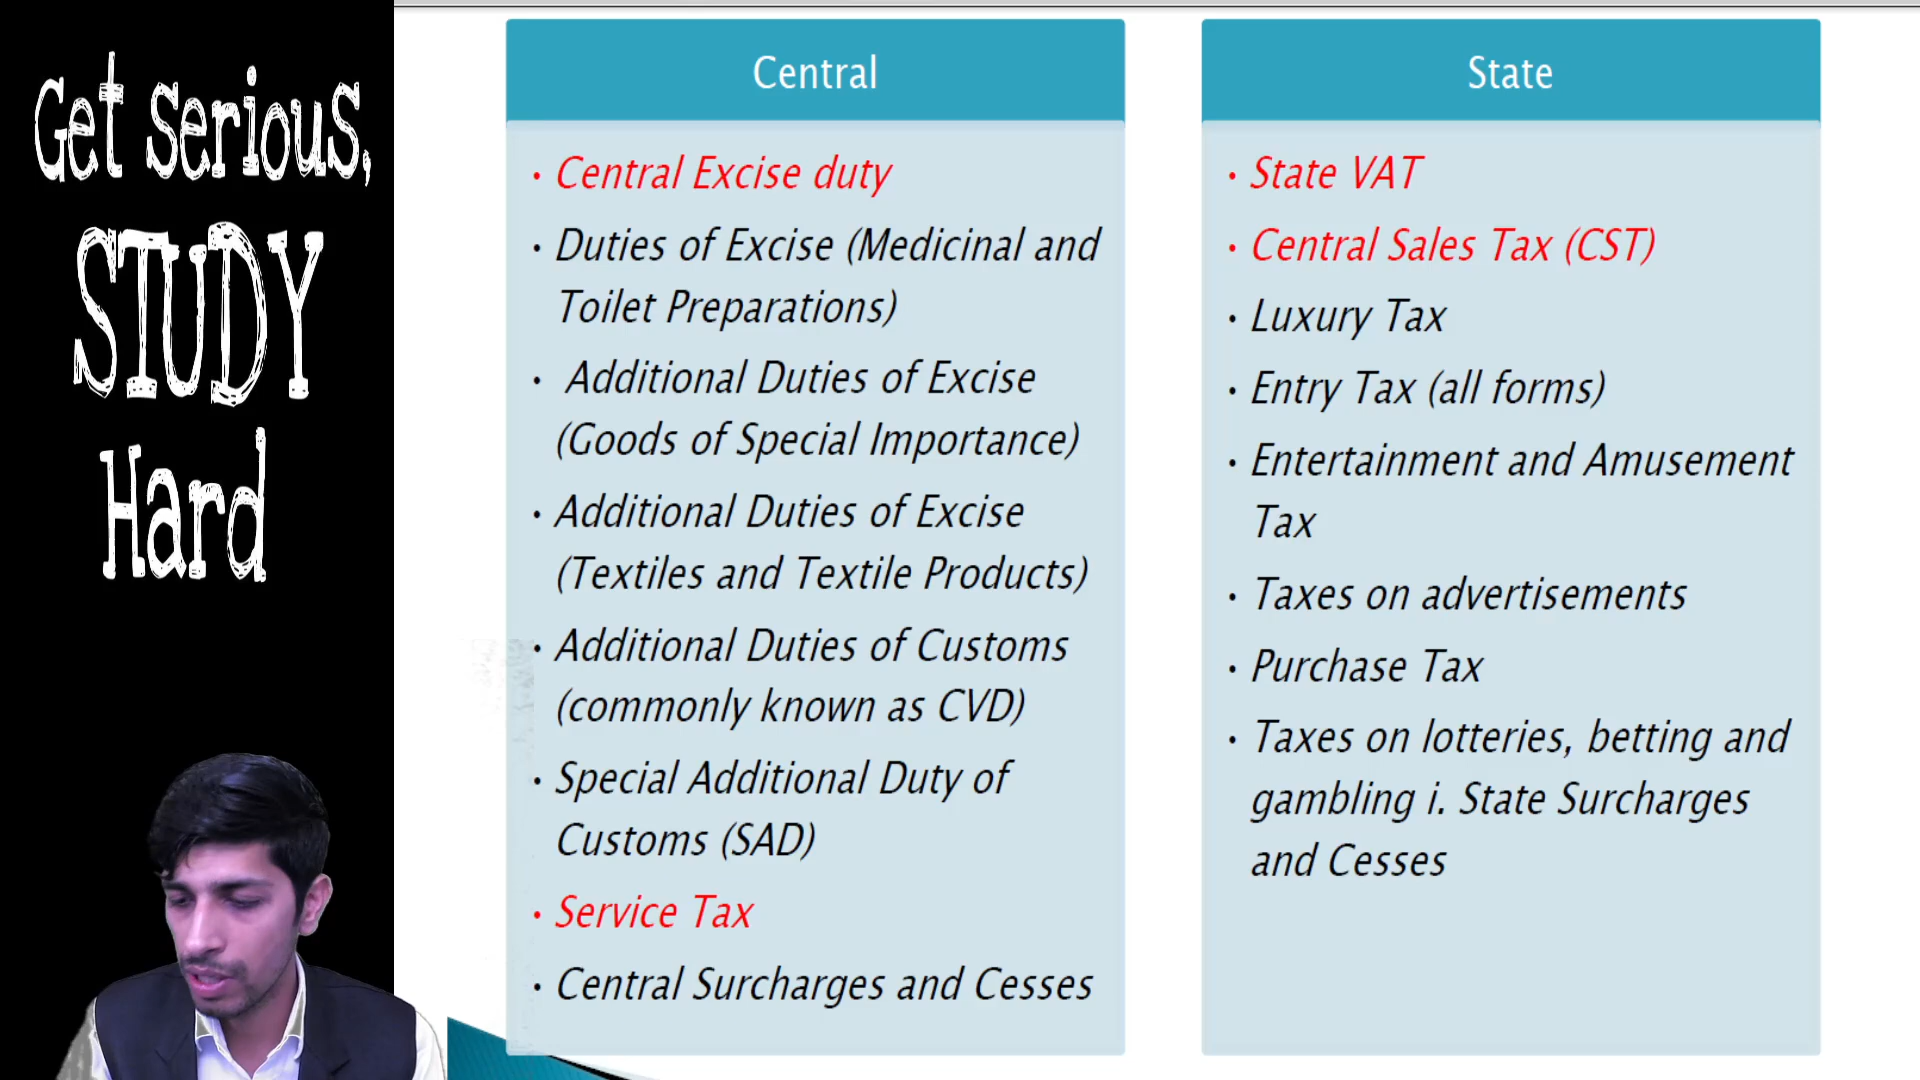 Get serious,
STUDY
Hard
Central
• Central Excise duty
• Duties of Excise (Medicinal and
Toilet Preparations)
• Additional Duties of Excise
(Goods of Special Importance)
• Additional Duties of Excise
(Textiles and Textile Products)
• Additional Duties of Customs
(commonly known as CVD)
• Special Additional Duty of
Customs (SAD)
• Service Tax
• Central Surcharges and Cesses
State
• State VAT
• Central Sales Tax (CST)
• Luxury Tax
• Entry Tax (all forms)
• Entertainment and Amusement
Tax
• Taxes on advertisements
• Purchase Tax
• Taxes on lotteries, betting and
gambling i. State Surcharges
and Cesses